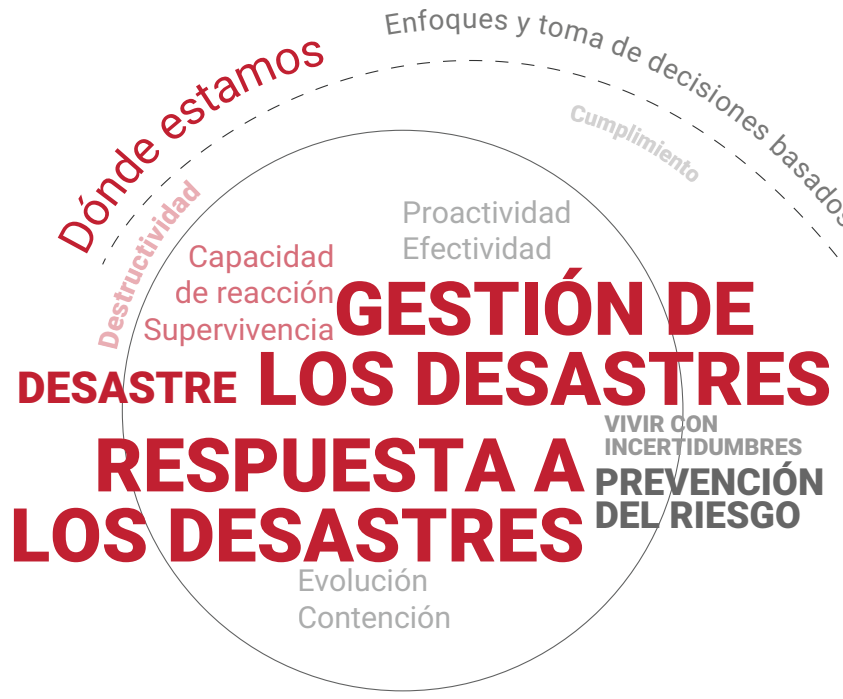 Dónde estamos
Enfoques y toma de decisiones basados
Cumplimiento
Destructividad
Proactividad
Efectividad
Capacidad
de reacción
Supervivencia
GESTIÓN DE
LOS DESASTRES
DESASTRE
VIVIR CON
INCERTIDUMBRES
RESPUESTA A
LOS DESASTRES
PREVENCIÓN
DEL RIESGO
Evolución
Contención